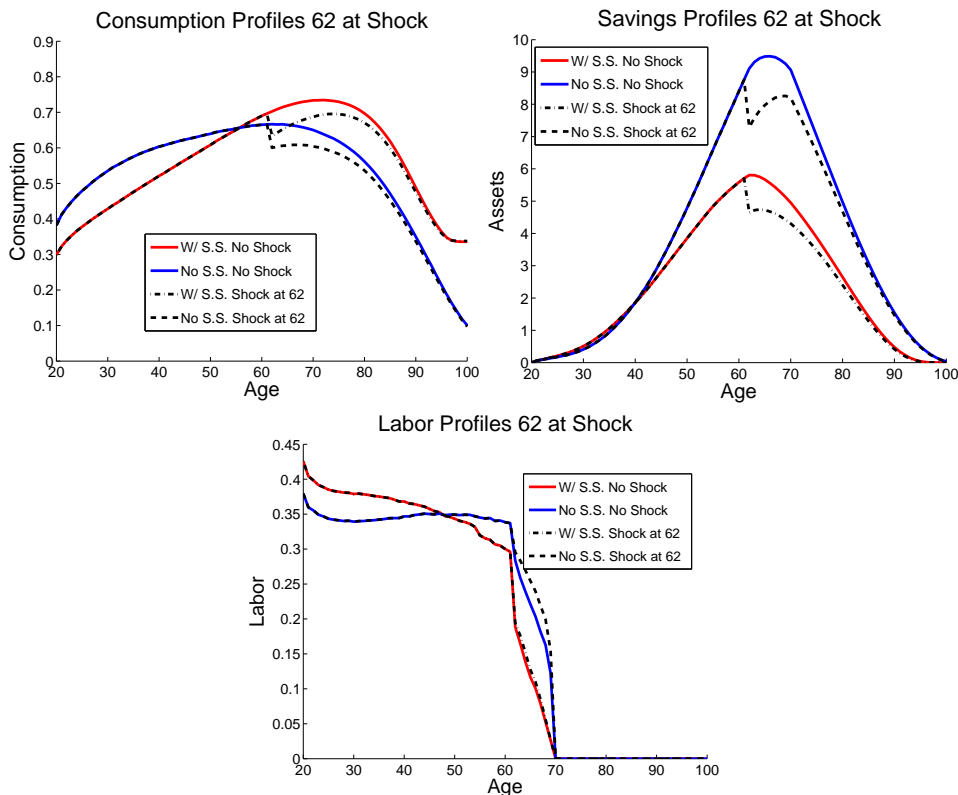 Consumption Profiles 62 at Shock
0.9
0.8
0.7
0.6
0.5
0.4
0.3
0.2
0.1
0
Consumption
W/ S.S. No Shock
No S.S. No Shock
W/ S.S. Shock at 62
No S.S. Shock at 62
20 30 40 50 60 70 80 90 100
Age
Savings Profiles 62 at Shock
10
9
8
7
6
5
4
3
2
1
0
Assets
W/ S.S. No Shock
No S.S. No Shock
W/ S.S. Shock at 62
No S.S. Shock at 62
20 30 40 50 60 70 80 90 100
Age
Labor Profiles 62 at Shock
0.45
0.4
0.35
0.3
0.25
0.2
0.15
0.1
0.05
0
Labor
W/ S.S. No Shock
No S.S. No Shock
W/ S.S. Shock at 62
No S.S. Shock at 62
20 30 40 50 60 70 80 90 100
Age